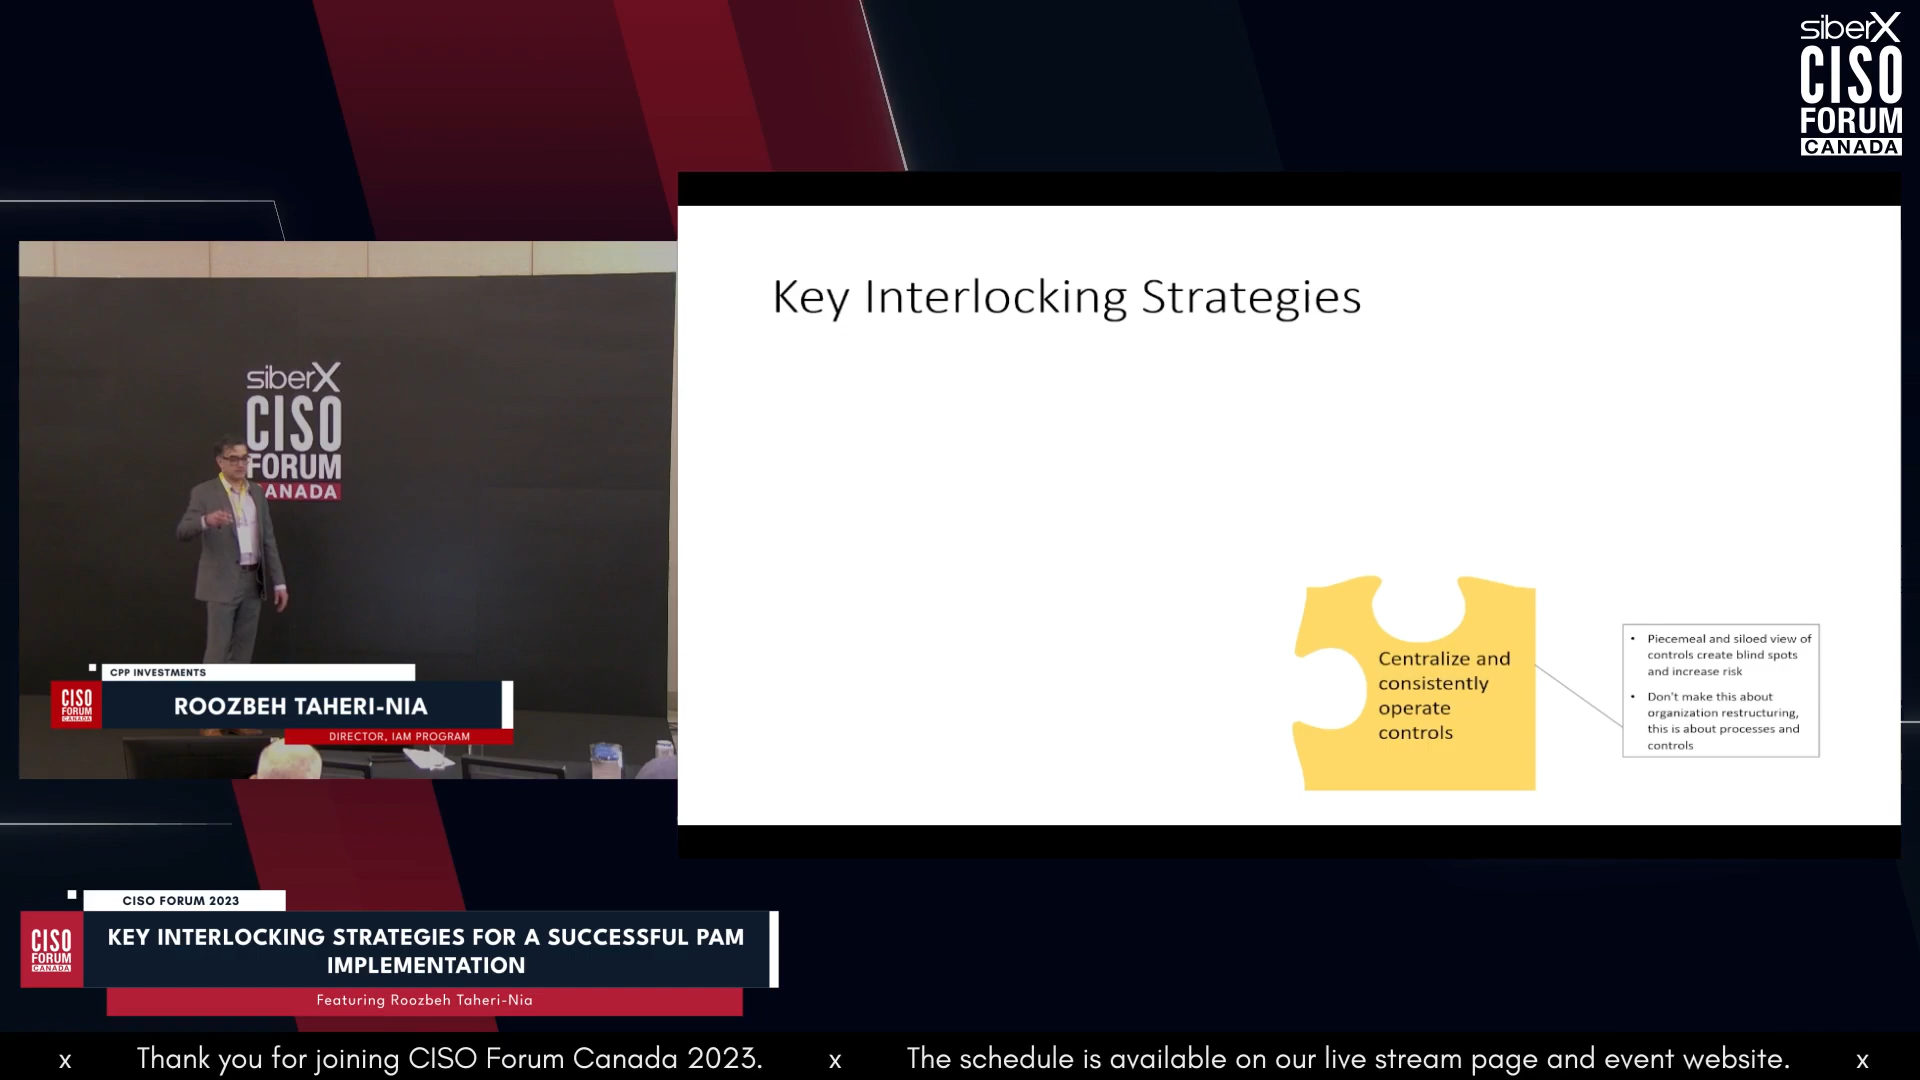 siberX
CISO
FORUM
CANADA
Key Interlocking Strategies
siberX
CISO
FORUM
CANADA
Centralize and
consistently
operate
controls
• Piecemeal and siloed view of
controls create blind spots
and increase risk
• Don't make this about
organization restructuring,
this is about processes and
controls
CPP INVESTMENTS
CISO
FORUM
CANADA
ROOZBEH TAHERI-NIA
DIRECTOR, IAM PROGRAM
CISO FORUM 2023
CISO
FORUM
CANADA
KEY INTERLOCKING STRATEGIES FOR A SUCCESSFUL PAM
IMPLEMENTATION
Featuring Roozbeh Taheri-Nia
x Thank you for joining CISO Forum Canada 2023. x The schedule is available on our live stream page and event website. x